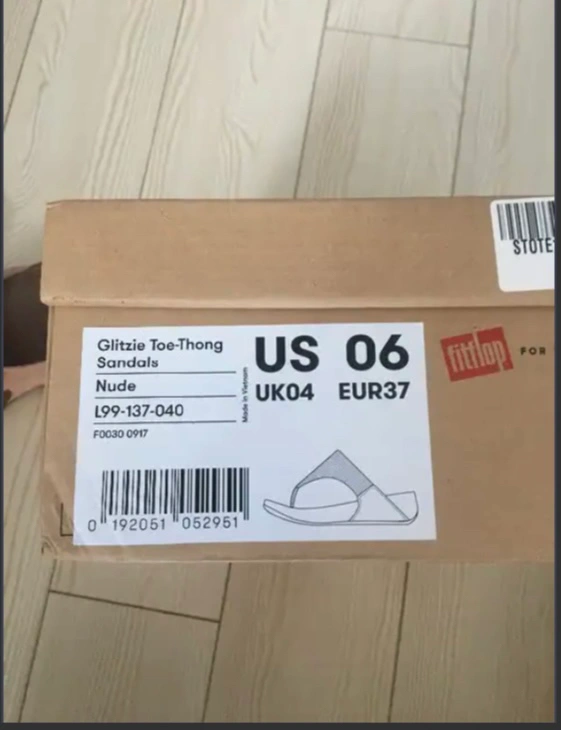 STOTE
Glitzie Toe-Thong
Sandals
Nude
L99-137-040
F0030 0917
Made in Vietnam
US 06
UK04 EUR37
fitflop FOR
0 192051 052951